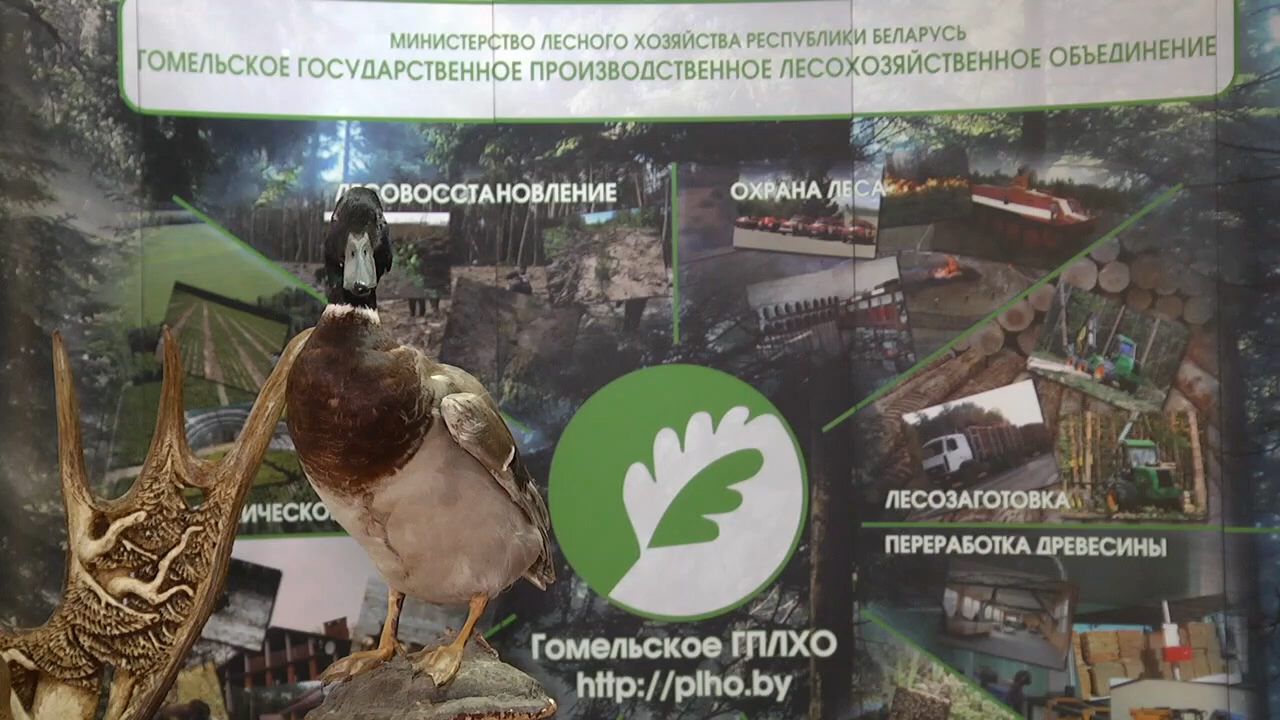 МИНИСТЕРСТВО ЛЕСНОГО ХОЗЯЙСТВА РЕСПУБЛИКИ БЕЛАРУСЬ
ГОМЕЛЬСКОЕ ГОСУДАРСТВЕННОЕ ПРОИЗВОДСТВЕННОЕ ЛЕСОХОЗЯЙСТВЕННОЕ ОБЪЕДИНЕНИЕ
ЛЕСОВОССТАНОВЛЕНИЕ
ОХРАНА ЛЕСА
ЛЕСОЗАГОТОВКА
ПЕРЕРАБОТКА ДРЕВЕСИНЫ
Гомельское ГПЛХО
http://plho.by